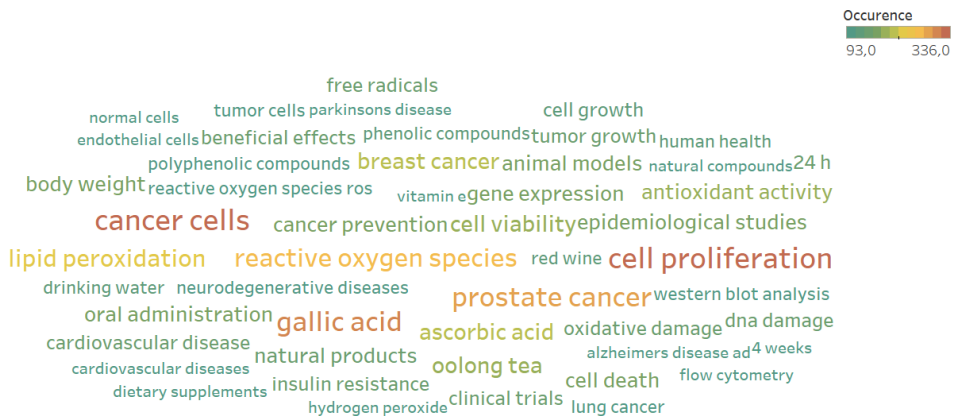 Occurence
93,0 336,0
free radicals
tumor cells parkinsons disease cell growth
normal cells
endothelial cells beneficial effects phenolic compounds tumor growth human health
polyphenolic compounds breast cancer animal models natural compounds 24 h
body weight reactive oxygen species ros vitamin e gene expression antioxidant activity
cancer cells cancer prevention cell viability epidemiological studies
lipid peroxidation reactive oxygen species red wine cell proliferation
drinking water neurodegenerative diseases prostate cancer western blot analysis
oral administration gallic acid ascorbic acid oxidative damage dna damage
cardiovascular disease natural products alzheimers disease ad 4 weeks
cardiovascular diseases oolong tea flow cytometry
dietary supplements insulin resistance clinical trials cell death
hydrogen peroxide lung cancer